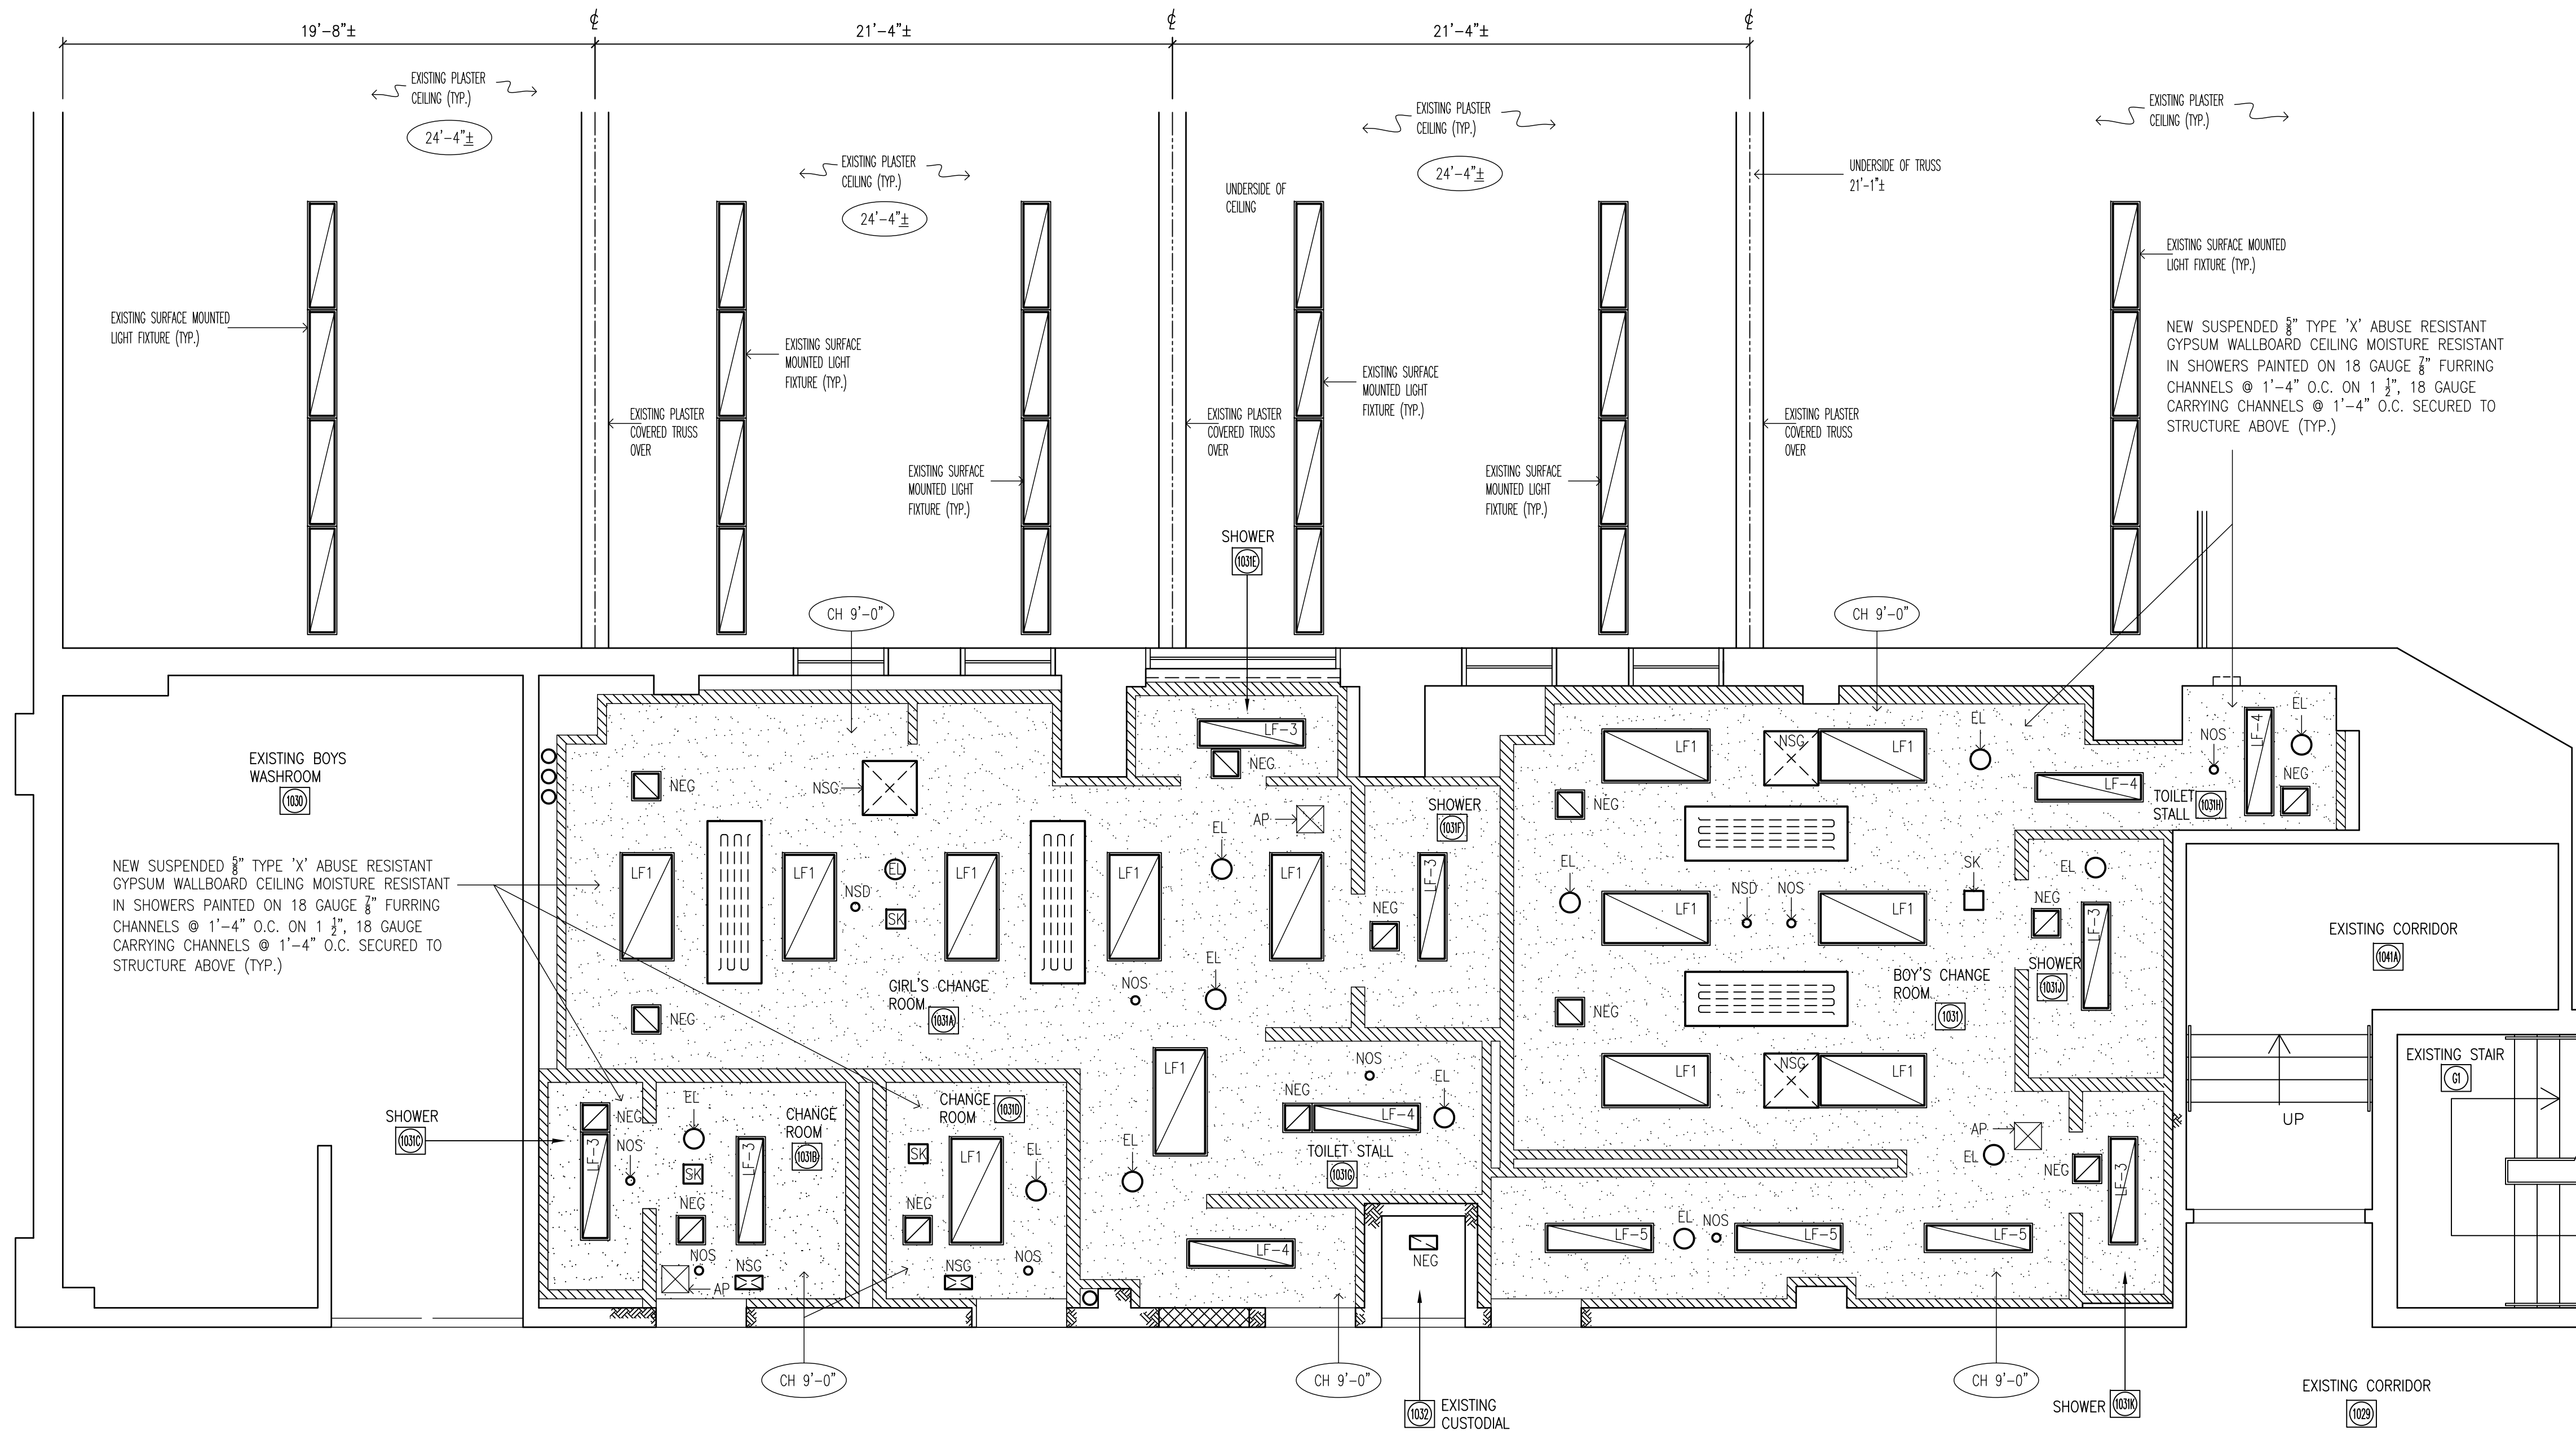 19'-8"±
℄
21'-4"±
℄
21'-4"±
℄
EXISTING PLASTER
CEILING (TYP.)
24'-4"±
EXISTING PLASTER
CEILING (TYP.)
24'-4"±
EXISTING PLASTER
CEILING (TYP.)
24'-4"±
EXISTING PLASTER
CEILING (TYP.)
UNDERSIDE OF
CEILING
UNDERSIDE OF TRUSS
21'-1"±
EXISTING SURFACE MOUNTED
LIGHT FIXTURE (TYP.)
EXISTING SURFACE MOUNTED
LIGHT FIXTURE (TYP.)
EXISTING SURFACE
MOUNTED LIGHT
FIXTURE (TYP.)
EXISTING SURFACE
MOUNTED LIGHT
FIXTURE (TYP.)
EXISTING PLASTER
COVERED TRUSS
OVER
EXISTING PLASTER
COVERED TRUSS
OVER
EXISTING PLASTER
COVERED TRUSS
OVER
EXISTING SURFACE
MOUNTED LIGHT
FIXTURE (TYP.)
EXISTING SURFACE
MOUNTED LIGHT
FIXTURE (TYP.)
NEW SUSPENDED 5/8" TYPE 'X' ABUSE RESISTANT
GYPSUM WALLBOARD CEILING MOISTURE RESISTANT
IN SHOWERS PAINTED ON 18 GAUGE 7/8" FURRING
CHANNELS @ 1'-4" O.C. ON 1 1/2", 18 GAUGE
CARRYING CHANNELS @ 1'-4" O.C. SECURED TO
STRUCTURE ABOVE (TYP.)
SHOWER
1031E
CH 9'-0"
CH 9'-0"
EXISTING BOYS
WASHROOM
1030
NEW SUSPENDED 5/8" TYPE 'X' ABUSE RESISTANT
GYPSUM WALLBOARD CEILING MOISTURE RESISTANT
IN SHOWERS PAINTED ON 18 GAUGE 7/8" FURRING
CHANNELS @ 1'-4" O.C. ON 1 1/2", 18 GAUGE
CARRYING CHANNELS @ 1'-4" O.C. SECURED TO
STRUCTURE ABOVE (TYP.)
NEG
NSG
LF-3
NEG
AP
EL
LF1
LF1
EL
NSD
SK
LF1
LF1
LF1
NEG
GIRL'S CHANGE
ROOM
1031A
NOS
EL
SHOWER
1031F
LF-3
NEG
LF1
NOS
NEG
LF-4
EL
TOILET STALL
1031G
EL
LF-4
SHOWER
1031C
NEG
NOS
LF-3
EL
SK
NEG
LF-3
CHANGE
ROOM
1031B
NOS
AP
NSG
CHANGE
ROOM
1031D
SK
LF1
EL
NEG
NSG
NOS
NEG
LF1
NSG
LF1
EL
NEG
LF-4
TOILET
STALL
1031H
NOS
LF-4
EL
NEG
EL
LF1
NSD
NOS
LF1
SK
NEG
BOY'S CHANGE
ROOM
1031
LF1
NSG
LF1
EL
NEG
LF-3
SHOWER
1031J
AP
EL
NEG
LF-3
LF-5
EL
NOS
LF-5
LF-5
EXISTING CORRIDOR
1041A
EXISTING STAIR
G1
UP
CH 9'-0"
CH 9'-0"
1032
EXISTING
CUSTODIAL
CH 9'-0"
SHOWER
1031K
EXISTING CORRIDOR
1029